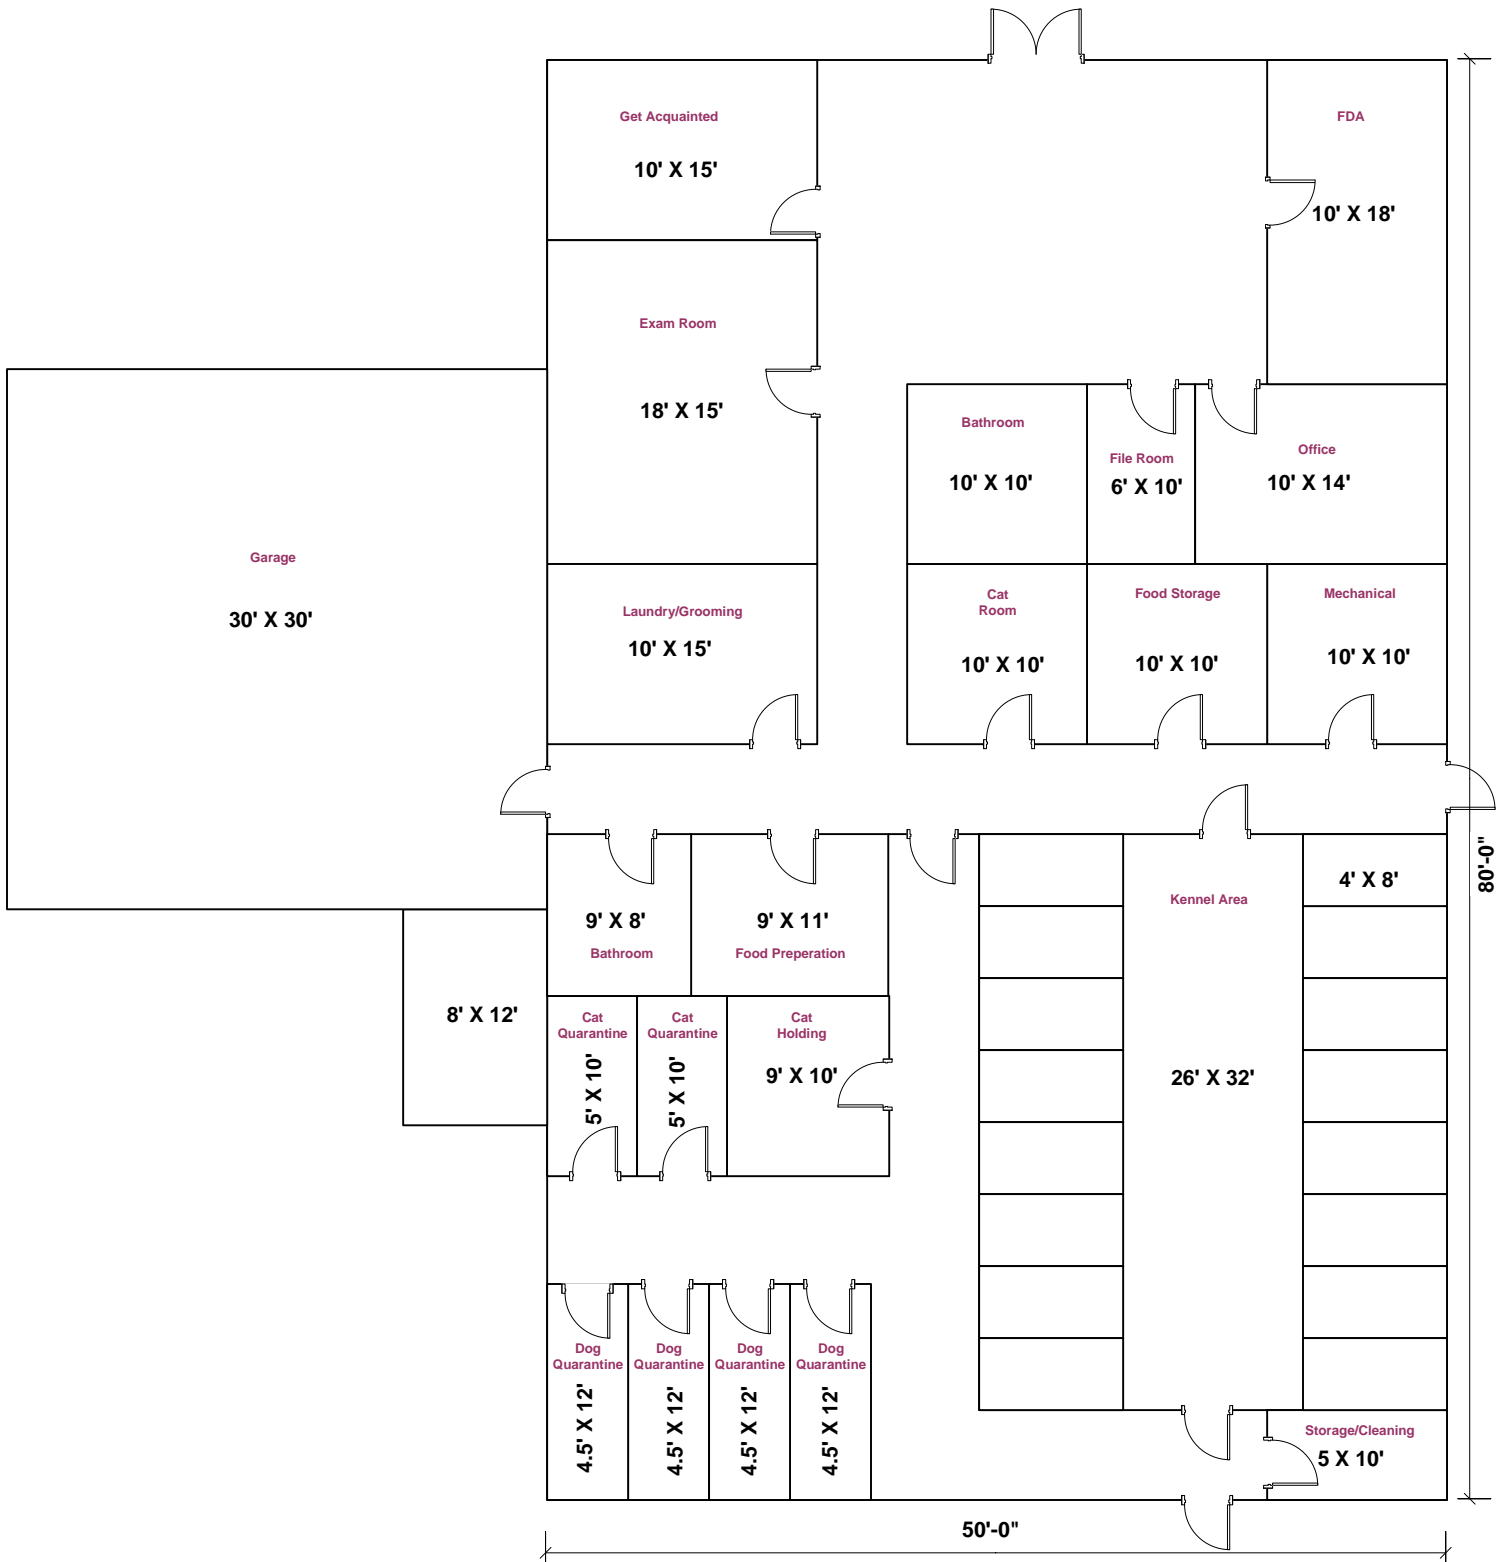 Get Acquainted
10' X 15'
FDA
10' X 18'
Exam Room
18' X 15'
Bathroom
10' X 10'
File Room
6' X 10'
Office
10' X 14'
Garage
30' X 30'
Laundry/Grooming
10' X 15'
Cat
Room
10' X 10'
Food Storage
10' X 10'
Mechanical
10' X 10'
80'-0"
9' X 8'
Bathroom
9' X 11'
Food Preperation
Kennel Area
26' X 32'
4' X 8'
8' X 12'
Cat
Quarantine
5' X 10'
Cat
Quarantine
5' X 10'
Cat
Holding
9' X 10'
Dog
Quarantine
4.5' X 12'
Dog
Quarantine
4.5' X 12'
Dog
Quarantine
4.5' X 12'
Dog
Quarantine
4.5' X 12'
Storage/Cleaning
5 X 10'
50'-0"